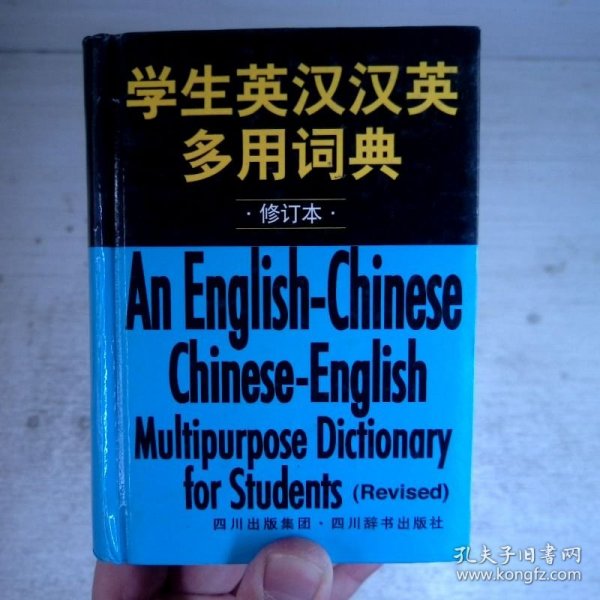 学生英汉汉英
多用词典
·修订本·
An English-Chinese
Chinese-English
Multipurpose Dictionary
for Students (Revised)
四川出版集团·四川辞书出版社
孔夫子旧书网
www.kongfz.com